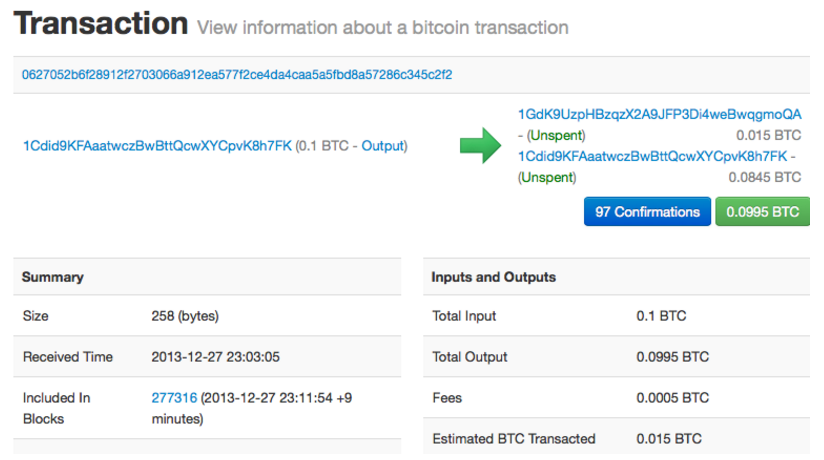 Transaction View information about a bitcoin transaction
0627052b6f28912f2703066a912ea577f2ce4da4caa5a5fbd8a57286c345c2f2
1Cdid9KFAaatwczBwBttQcwXYCpvK8h7FK (0.1 BTC - Output)
1GdK9UzpHBzqzX2A9JFP3Di4weBwqgmoQA
- (Unspent) 0.015 BTC
1Cdid9KFAaatwczBwBttQcwXYCpvK8h7FK -
(Unspent) 0.0845 BTC
97 Confirmations 0.0995 BTC
Summary
Size 258 (bytes)
Received Time 2013-12-27 23:03:05
Included In 277316 (2013-12-27 23:11:54 +9
Blocks minutes)
Inputs and Outputs
Total Input 0.1 BTC
Total Output 0.0995 BTC
Fees 0.0005 BTC
Estimated BTC Transacted 0.015 BTC